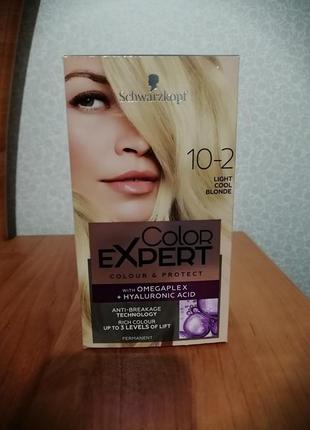 Schwarzkopf
10-2
LIGHT
COOL
BLONDE
COLOR
EXPERT
COLOUR & PROTECT
WITH OMEGAPLEX
+ HYALURONIC ACID
ANTI-BREAKAGE
TECHNOLOGY
RICH COLOUR
UP TO 3 LEVELS OF LIFT
PERMANENT